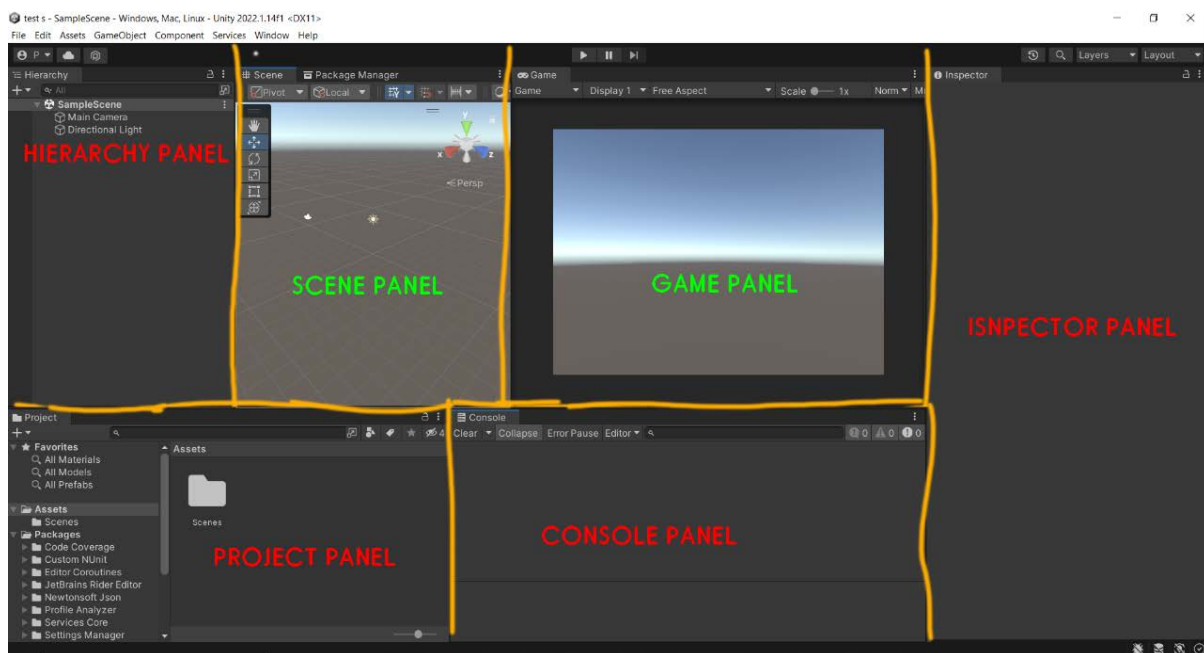 test s - SampleScene - Windows, Mac, Linux - Unity 2022.1.14f1 <DX11>
File Edit Assets GameObject Component Services Window Help
P Layers Layout
Hierarchy
All
SampleScene
Main Camera
Directional Light
HIERARCHY PANEL
Scene Package Manager
Pivot Local
y
x z
Persp
SCENE PANEL
Game
Game Display 1 Free Aspect Scale 1x Norm
GAME PANEL
Inspector
ISNPECTOR PANEL
Project
4
Favorites
All Materials
All Models
All Prefabs
Assets
Scenes
Packages
Code Coverage
Custom NUnit
Editor Coroutines
JetBrains Rider Editor
Newtonsoft Json
Profile Analyzer
Services Core
Settings Manager
Assets
Scenes
PROJECT PANEL
Console
Clear Collapse Error Pause Editor 0 0 0
CONSOLE PANEL